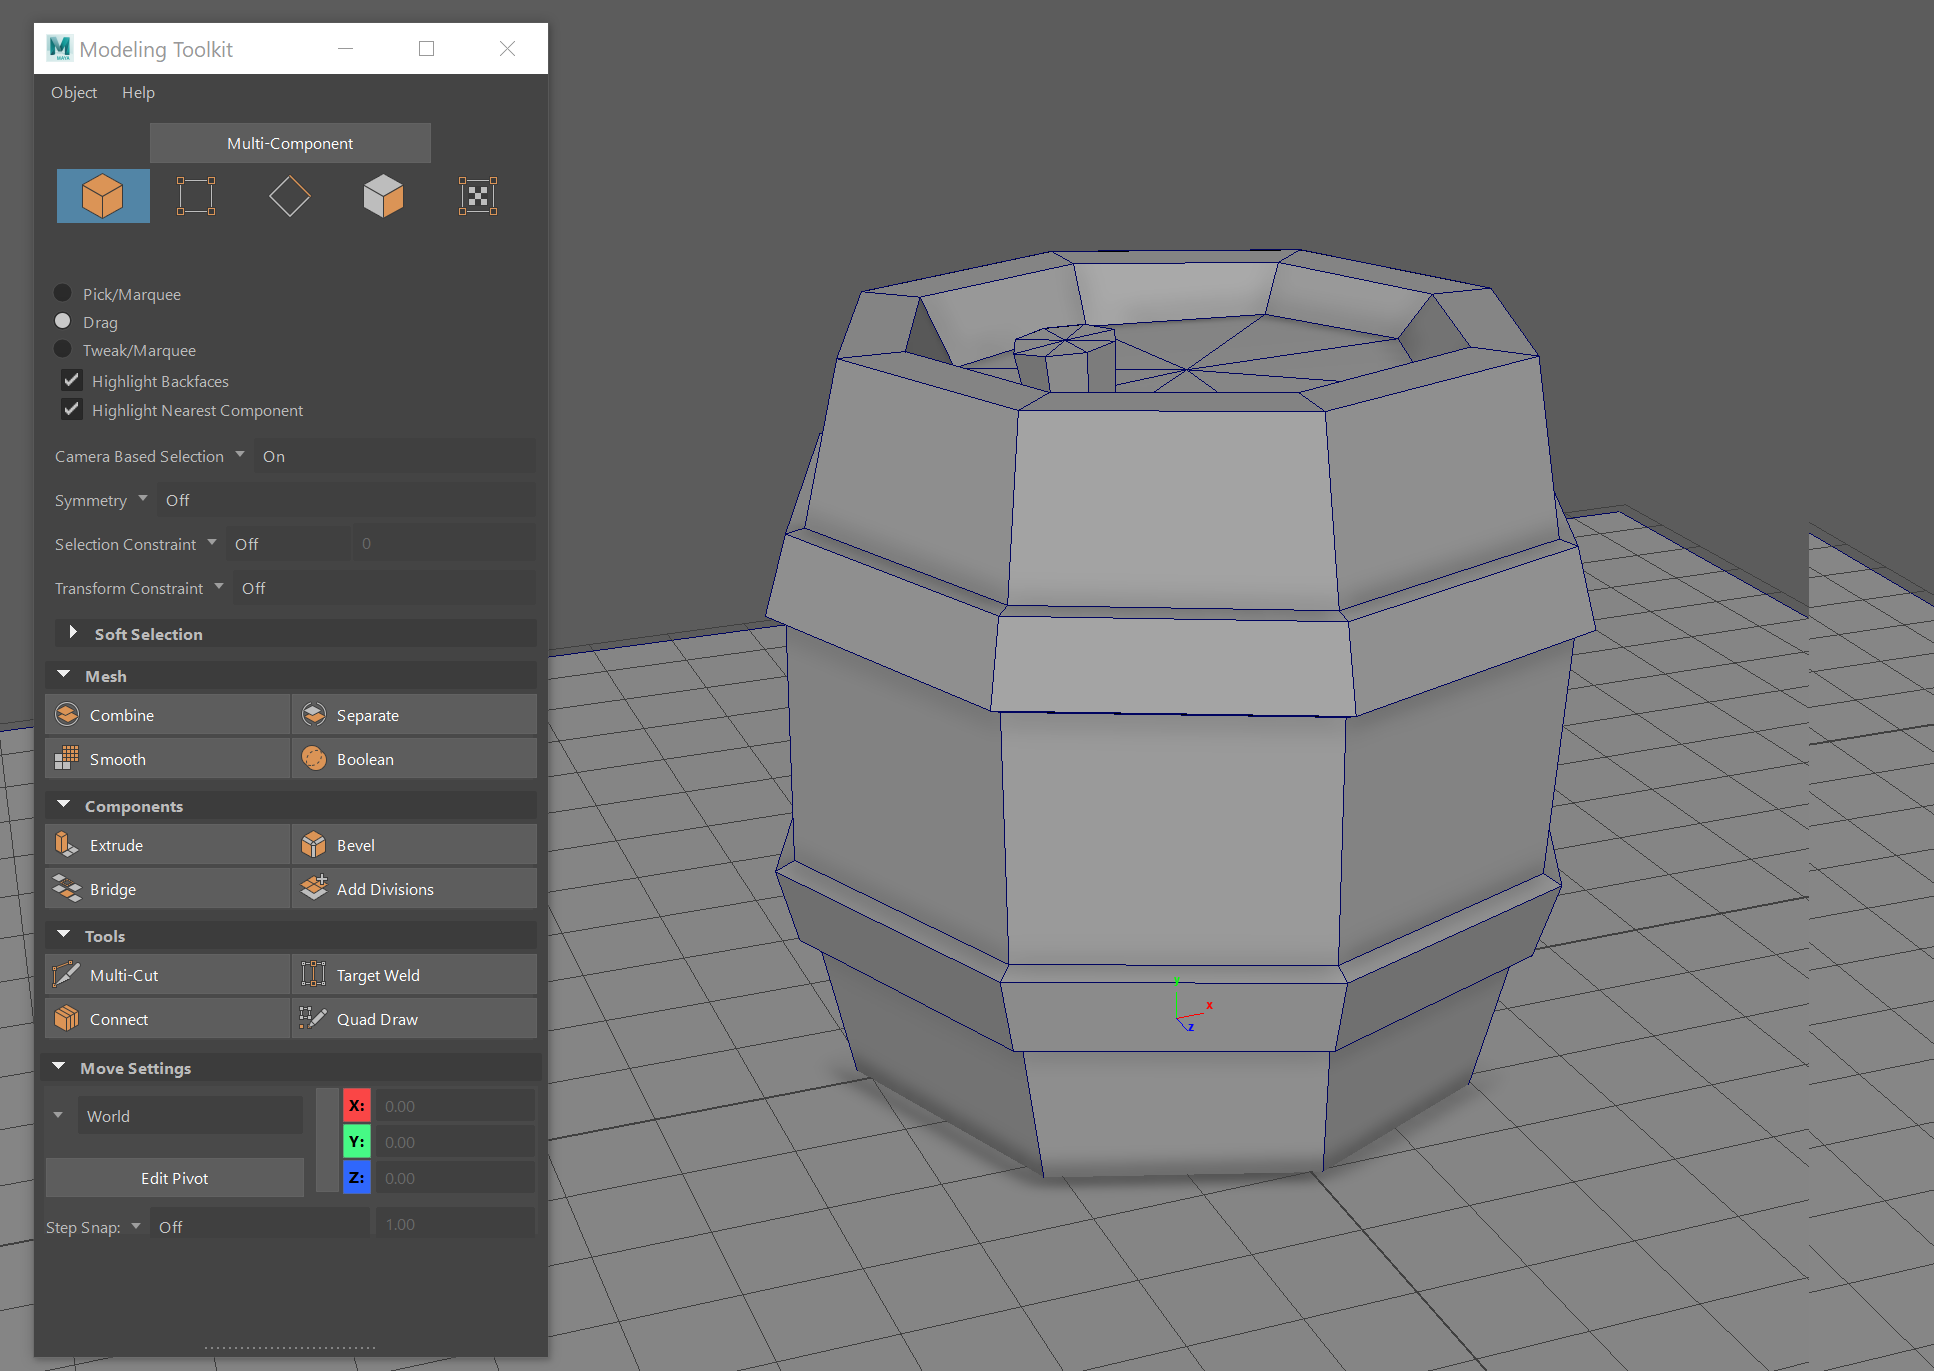 Modeling Toolkit
Object Help
Multi-Component
Pick/Marquee
Drag
Tweak/Marquee
Highlight Backfaces
Highlight Nearest Component
Camera Based Selection On
Symmetry Off
Selection Constraint Off 0
Transform Constraint Off
Soft Selection
Mesh
Combine Separate
Smooth Boolean
Components
Extrude Bevel
Bridge Add Divisions
Tools
Multi-Cut Target Weld
Connect Quad Draw
Move Settings
World X: 0.00
Y: 0.00
Edit Pivot Z: 0.00
Step Snap: Off 1.00
x
z